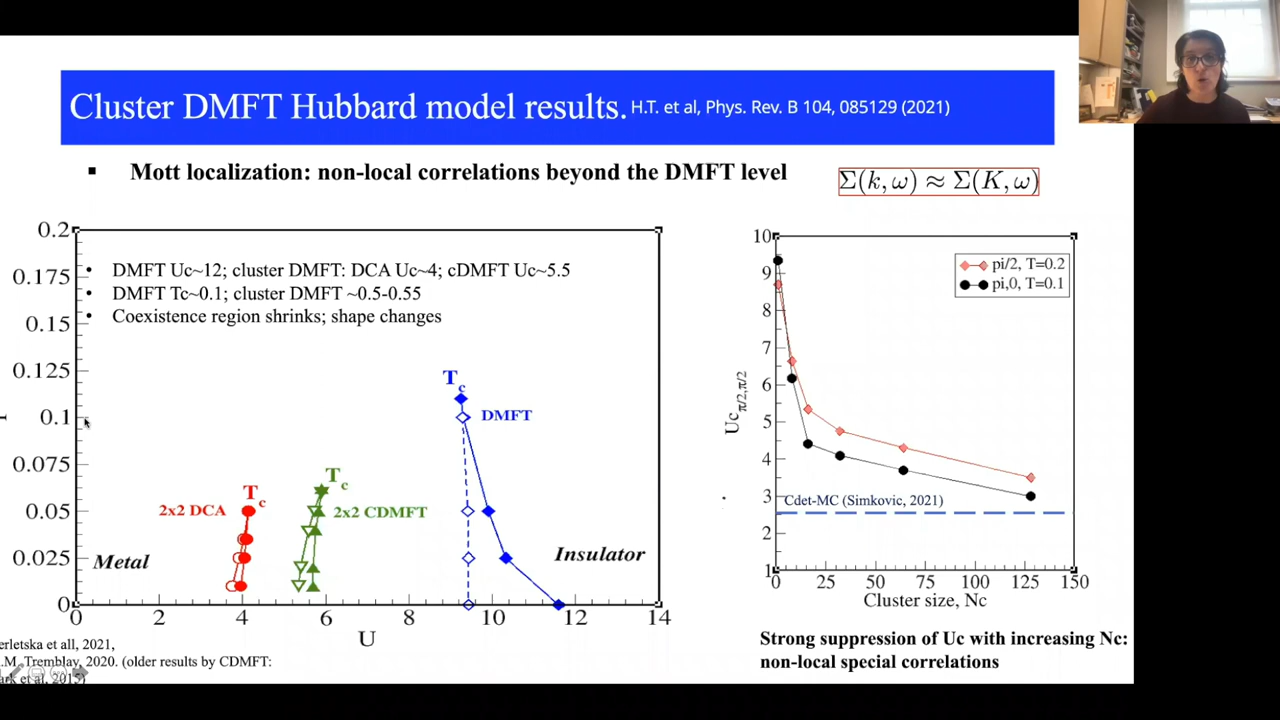 Cluster DMFT Hubbard model results. H.T. et al, Phys. Rev. B 104, 085129 (2021)
▪ Mott localization: non-local correlations beyond the DMFT level
Σ(k, ω) ≈ Σ(K, ω)
0.2
0.175
0.15
0.125
0.1
0.075
0.05
0.025
0
• DMFT Uc~12; cluster DMFT: DCA Uc~4; cDMFT Uc~5.5
• DMFT Tc~0.1; cluster DMFT ~0.5-0.55
• Coexistence region shrinks; shape changes
Tc
DMFT
Tc
2x2 CDMFT
Tc
2x2 DCA
Metal
Insulator
0 2 4 6 8 10 12 14
U
erletska et all, 2021,
.M. Tremblay, 2020. (older results by CDMFT:
ark et al, 2015)
10
9
8
7
6
5
4
3
2
1
Uc π/2,π/2
pi/2, T=0.2
pi,0, T=0.1
Cdet-MC (Simkovic, 2021)
0 25 50 75 100 125 150
Cluster size, Nc
Strong suppression of Uc with increasing Nc:
non-local special correlations